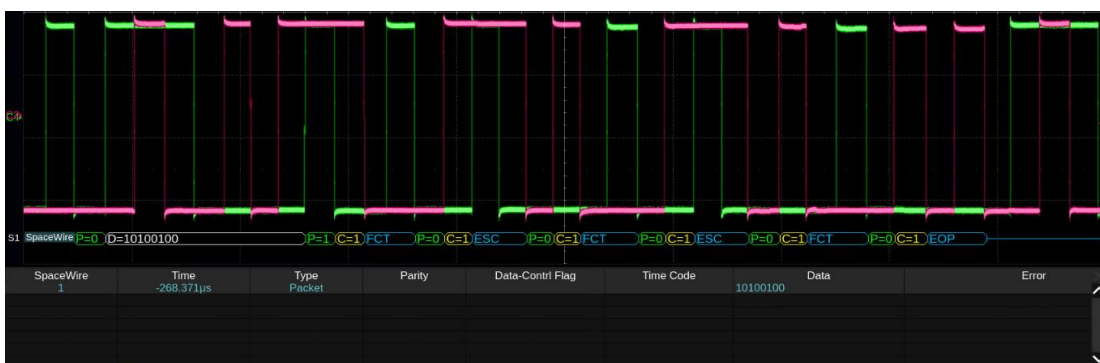 C4
S1 SpaceWire P=0 D=10100100 P=1 C=1 FCT P=0 C=1 ESC P=0 C=1 FCT P=0 C=1 ESC P=0 C=1 FCT P=0 C=1 EOP
SpaceWire Time Type Parity Data-Contrl Flag Time Code Data Error
1 -268.371µs Packet 10100100